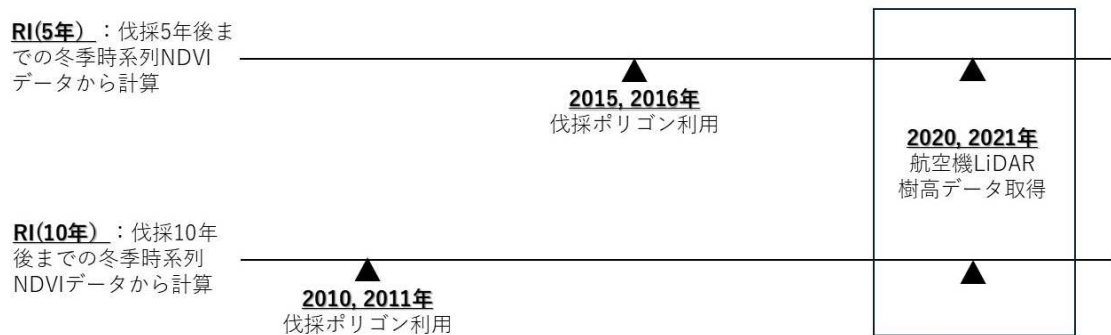 RI(5年）：伐採5年後ま
での冬季時系列NDVI
データから計算
2015, 2016年
伐採ポリゴン利用
2020, 2021年
航空機LiDAR
樹高データ取得
RI(10年）：伐採10年
後までの冬季時系列
NDVIデータから計算
2010, 2011年
伐採ポリゴン利用